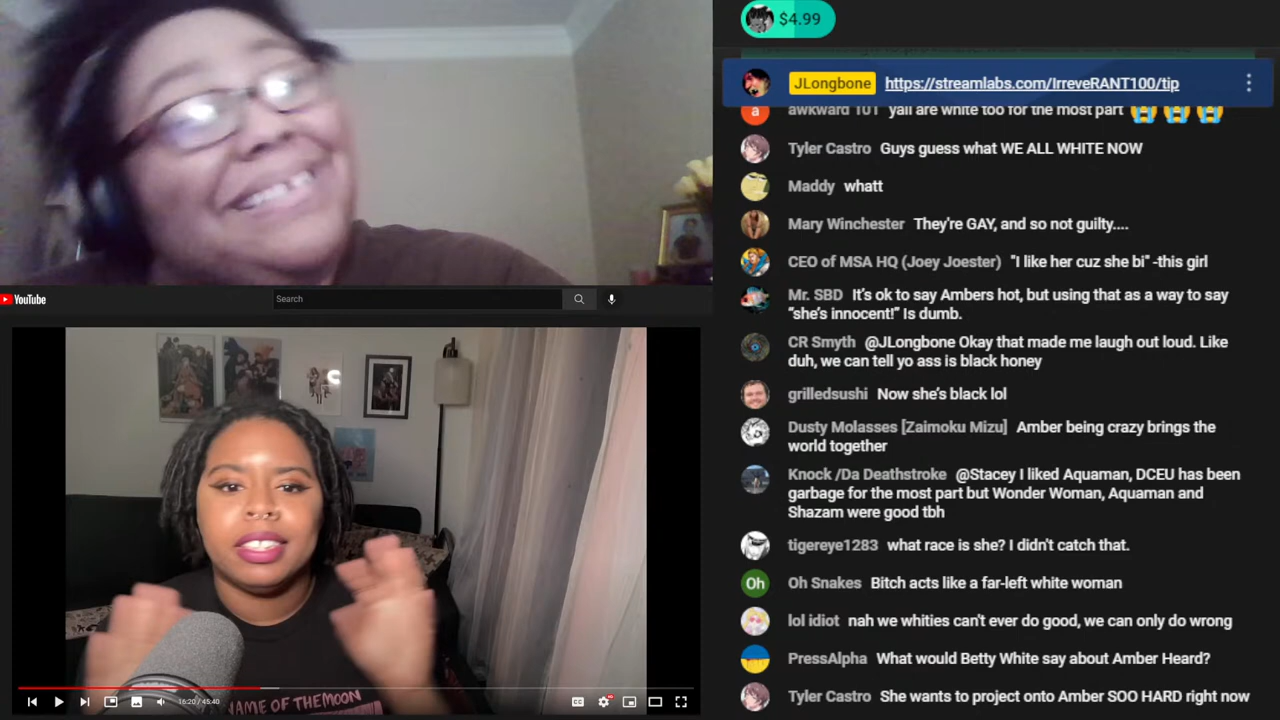 $4.99
JLongbone https://streamlabs.com/IrreveRANT100/tip
awkward 101 yall are white too for the most part 😭 😭 😭
Tyler Castro Guys guess what WE ALL WHITE NOW
Maddy whatt
Mary Winchester They're GAY, and so not guilty....
CEO of MSA HQ (Joey Joester) "I like her cuz she bi" -this girl
Mr. SBD It's ok to say Ambers hot, but using that as a way to say
"she's innocent!" Is dumb.
CR Smyth @JLongbone Okay that made me laugh out loud. Like
duh, we can tell yo ass is black honey
grilledsushi Now she's black lol
Dusty Molasses [Zaimoku Mizu] Amber being crazy brings the
world together
Knock /Da Deathstroke @Stacey I liked Aquaman, DCEU has been
garbage for the most part but Wonder Woman, Aquaman and
Shazam were good tbh
tigereye1283 what race is she? I didn't catch that.
Oh Oh Snakes Bitch acts like a far-left white woman
lol idiot nah we whities can't ever do good, we can only do wrong
PressAlpha What would Betty White say about Amber Heard?
Tyler Castro She wants to project onto Amber SOO HARD right now
YouTube
Search
NAME OF THE MOON
16:20 / 45:40
CC